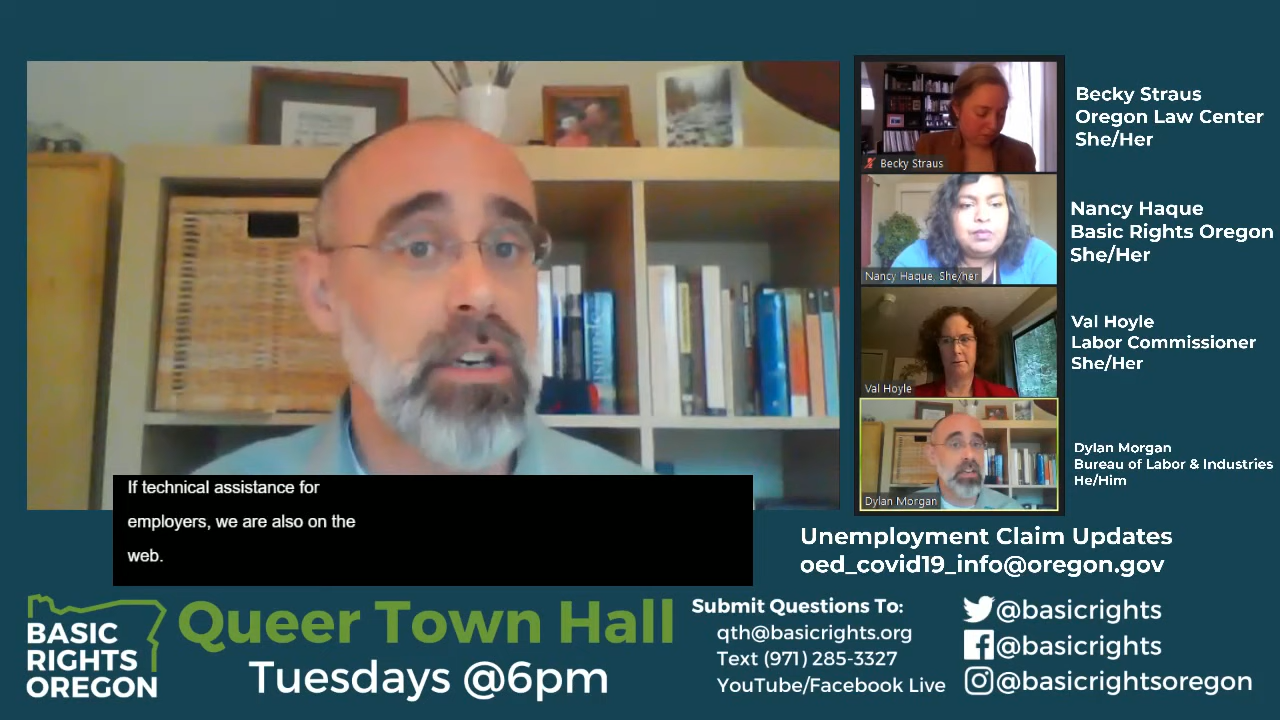 Becky Straus
Oregon Law Center
She/Her
Becky Straus
Nancy Haque
Basic Rights Oregon
She/Her
Nancy Haque She/her
Val Hoyle
Labor Commissioner
She/Her
Val Hoyle
Dylan Morgan
Bureau of Labor & Industries
He/Him
Dylan Morgan
If technical assistance for
employers, we are also on the
web.
Unemployment Claim Updates
oed_covid19_info@oregon.gov
BASIC
RIGHTS
OREGON
Queer Town Hall
Tuesdays @6pm
Submit Questions To:
qth@basicrights.org
Text (971) 285-3327
YouTube/Facebook Live
@basicrights
@basicrights
@basicrightsoregon